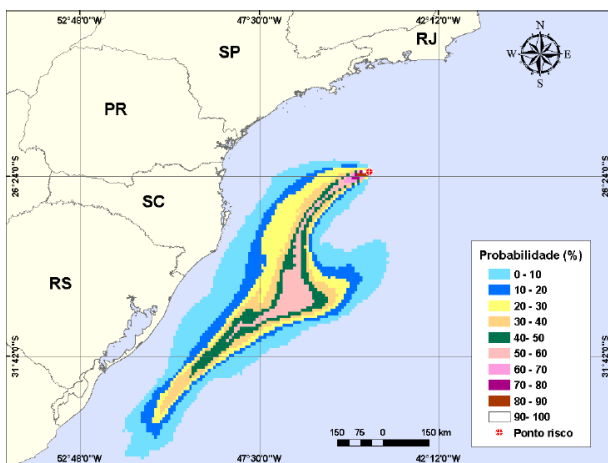 52°48'0"W 47°30'0"W 42°12'0"W
RJ
SP
N
W E
S
PR
26°24'0"S 26°24'0"S
SC
RS
Probabilidade (%)
0 - 10
10 - 20
20 - 30
30 - 40
40- 50
50 - 60
60 - 70
70 - 80
80 - 90
90- 100
Ponto risco
31°42'0"S 31°42'0"S
150 75 0 150 km
52°48'0"W 47°30'0"W 42°12'0"W